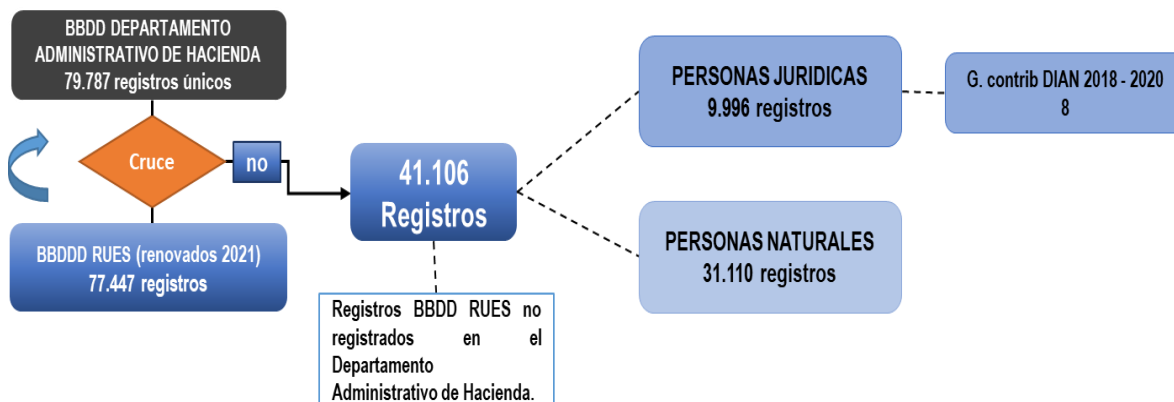 BBDD DEPARTAMENTO
ADMINISTRATIVO DE HACIENDA
79.787 registros únicos
Cruce
no
BBDDD RUES (renovados 2021)
77.447 registros
41.106
Registros
Registros BBDD RUES no
registrados en el
Departamento
Administrativo de Hacienda.
PERSONAS JURIDICAS
9.996 registros
G. contrib DIAN 2018 - 2020
8
PERSONAS NATURALES
31.110 registros